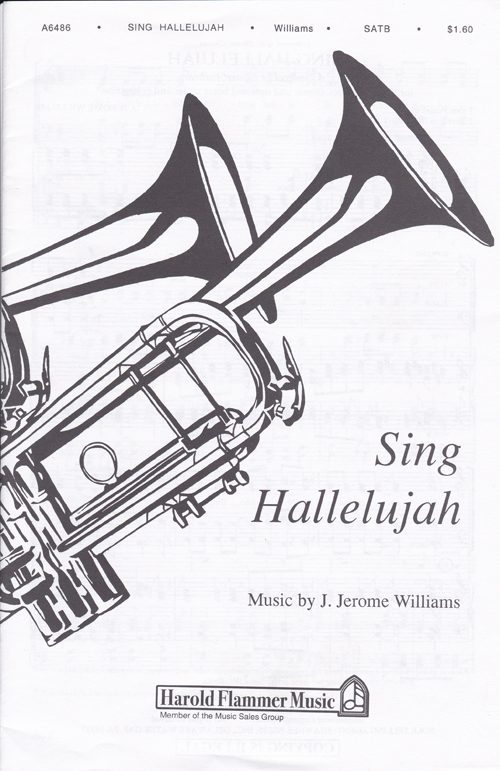 A6486 • SING HALLELUJAH • Williams • SATB • $1.60
Sing
Hallelujah
Music by J. Jerome Williams
Harold Flammer Music
Member of the Music Sales Group